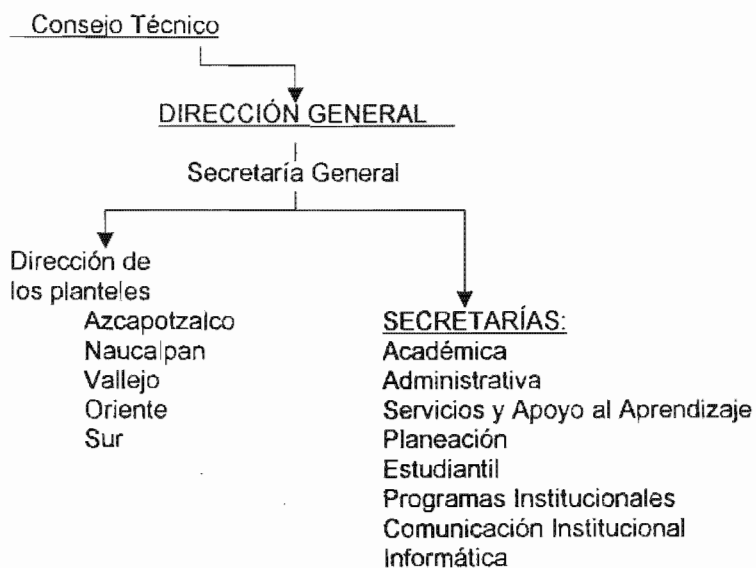 Consejo Técnico
DIRECCIÓN GENERAL
Secretaría General
Dirección de
los planteles
Azcapotzalco
Naucalpan
Vallejo
Oriente
Sur
SECRETARÍAS:
Académica
Administrativa
Servicios y Apoyo al Aprendizaje
Planeación
Estudiantil
Programas Institucionales
Comunicación Institucional
Informática